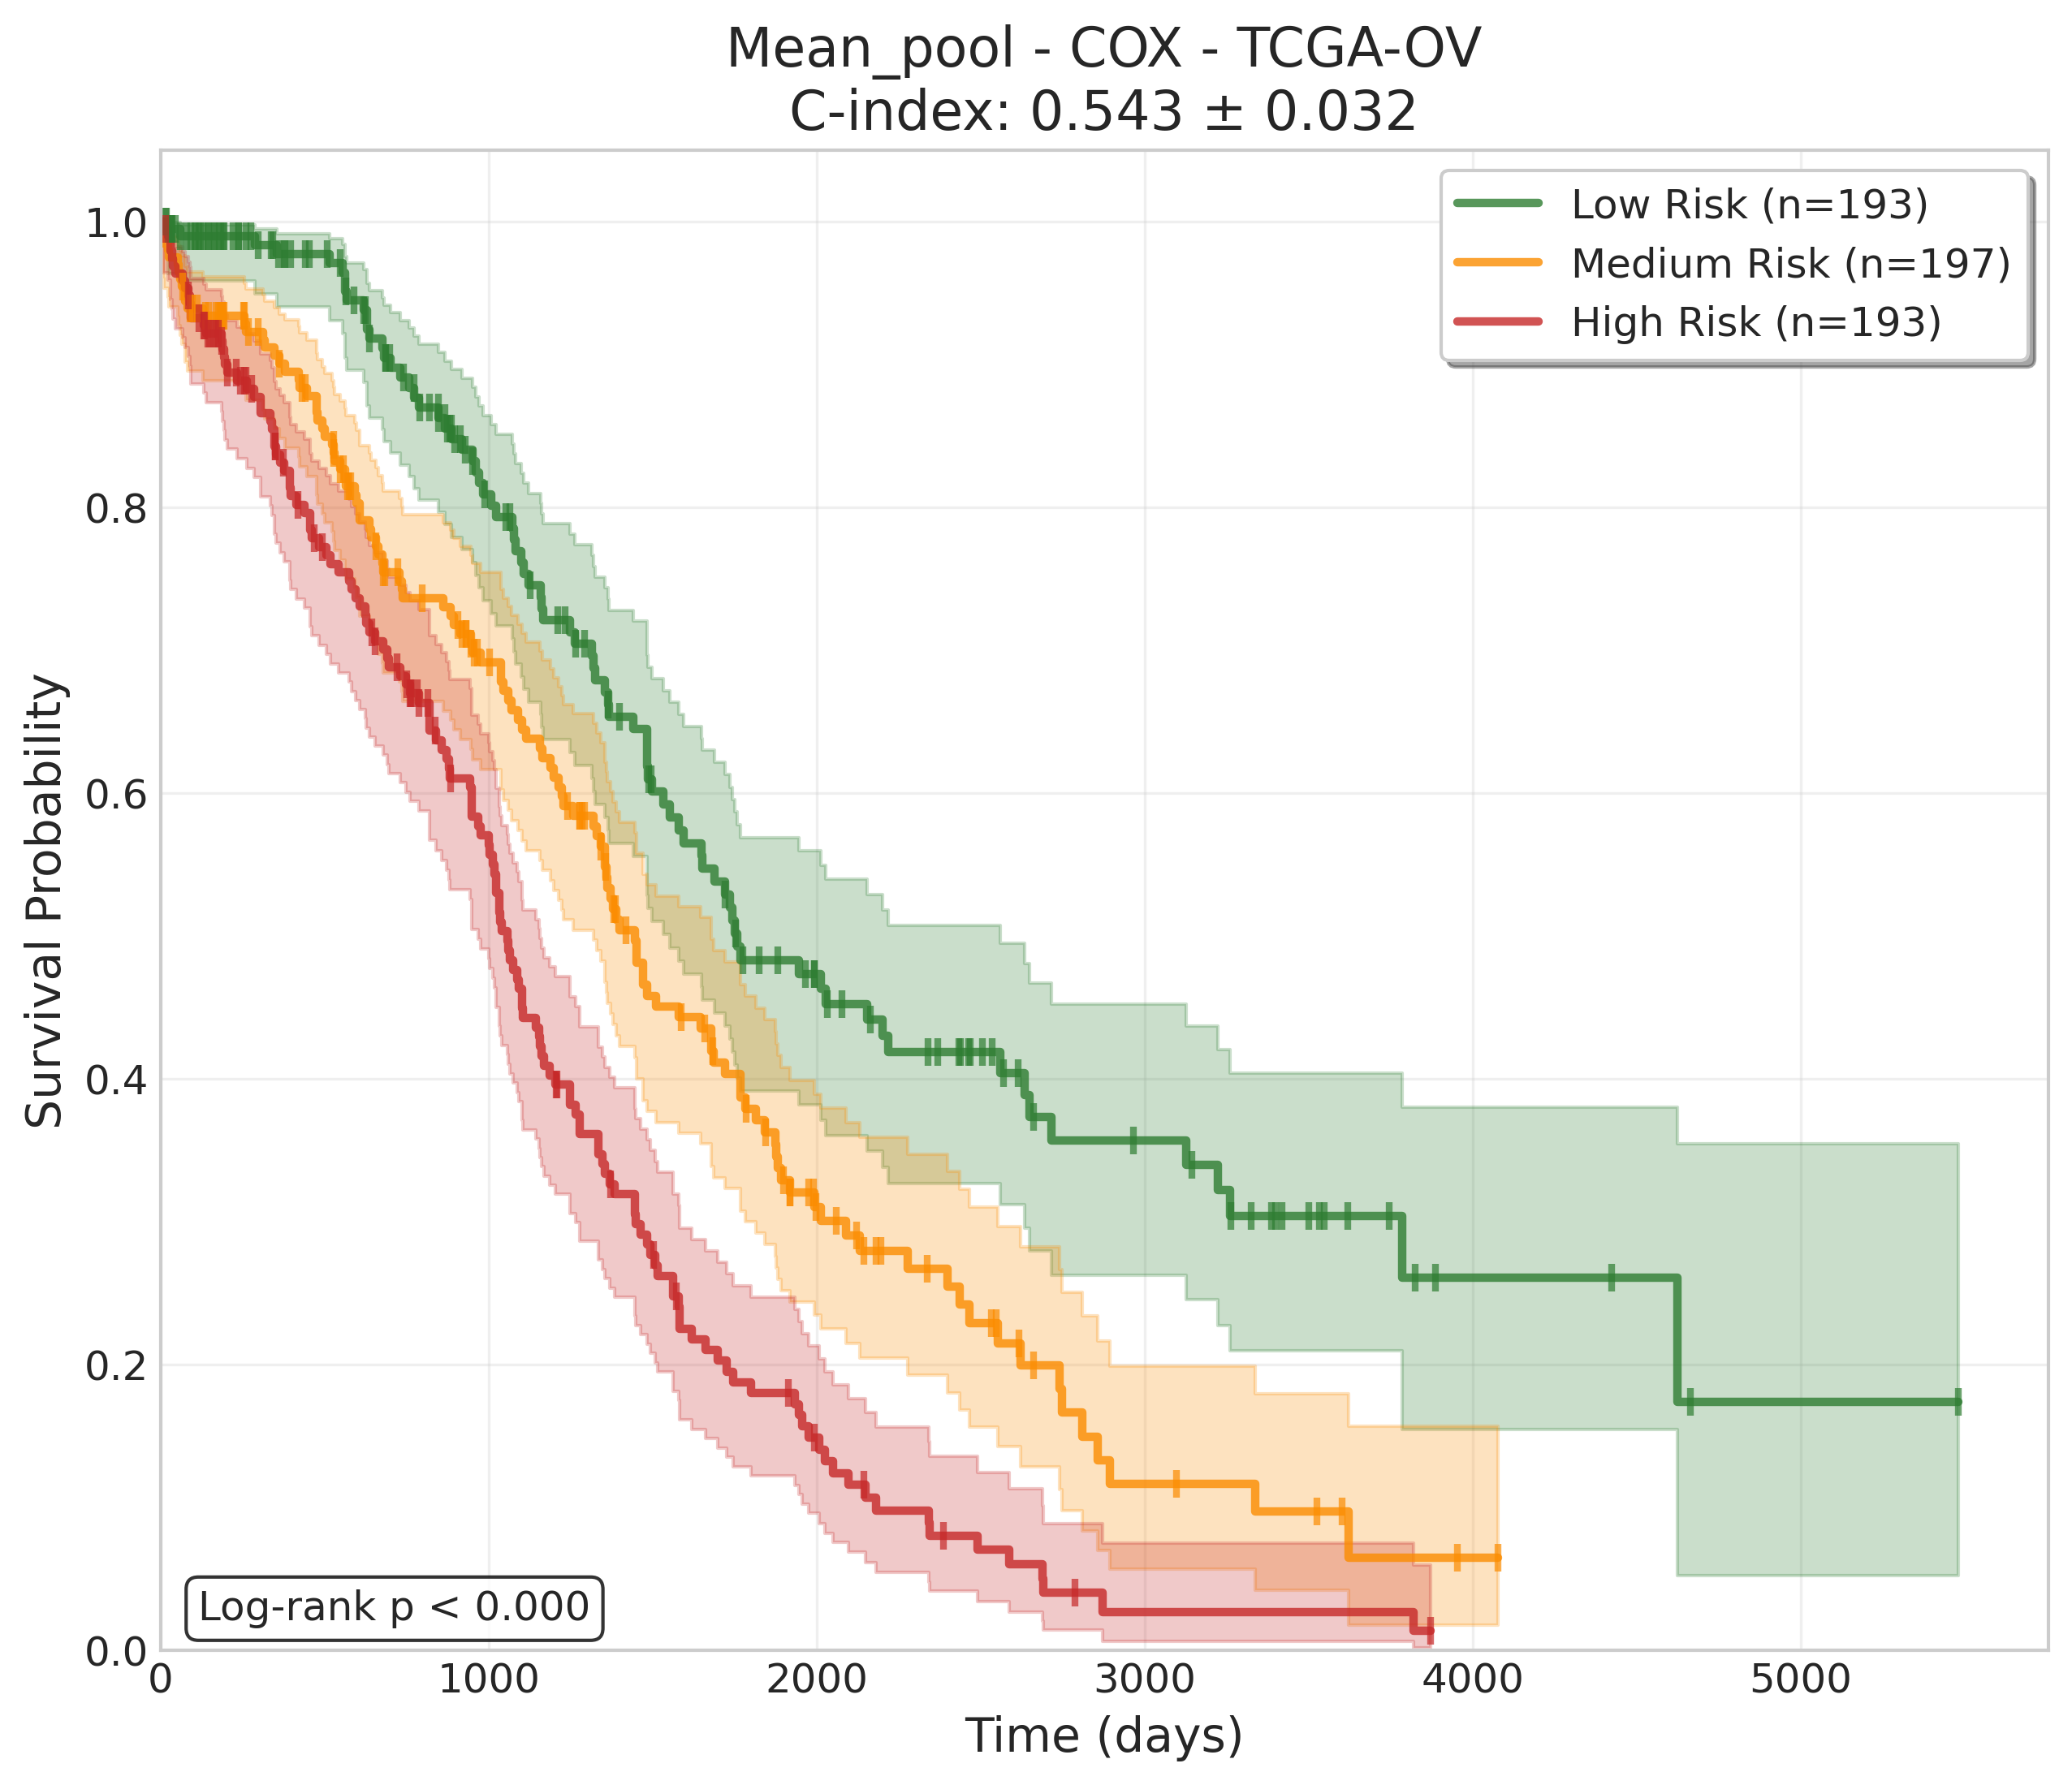 Mean_pool - COX - TCGA-OV
C-index: 0.543 ± 0.032
Low Risk (n=193)
Medium Risk (n=197)
High Risk (n=193)
Survival Probability
1.0
0.8
0.6
0.4
0.2
0.0
Log-rank p < 0.000
0 1000 2000 3000 4000 5000
Time (days)